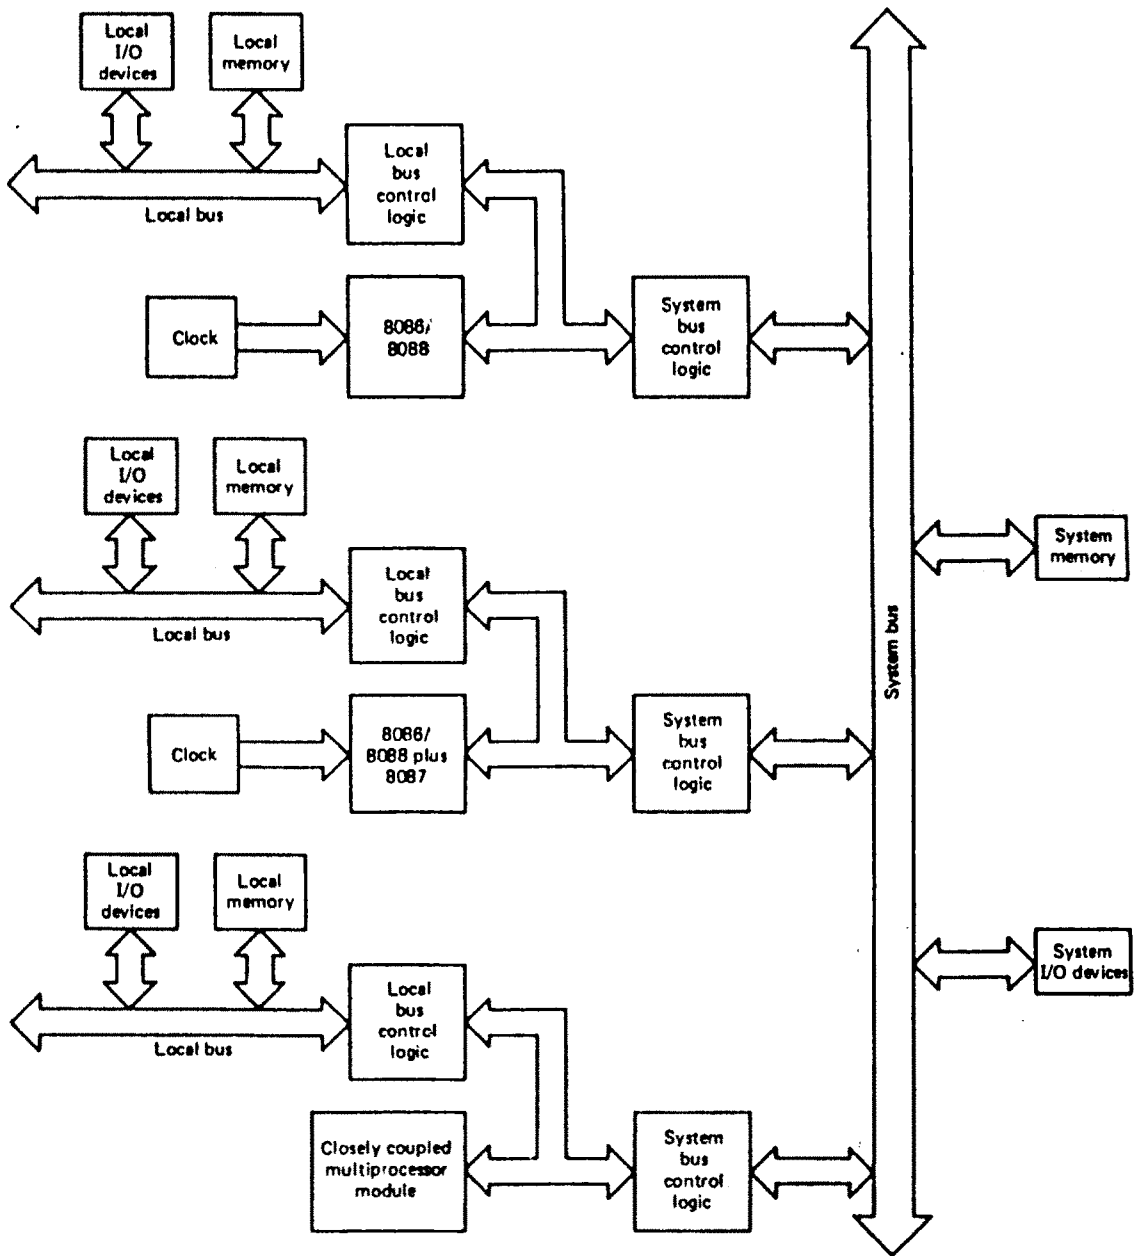 Local
I/O
devices
Local
memory
Local
bus
control
logic
Local bus
Clock
8086/
8088
System
bus
control
logic
Local
I/O
devices
Local
memory
Local
bus
control
logic
Local bus
System
memory
System bus
Clock
8086/
8088 plus
8087
System
bus
control
logic
Local
I/O
devices
Local
memory
System
I/O devices
Local
bus
control
logic
Local bus
Closely coupled
multiprocessor
module
System
bus
control
logic